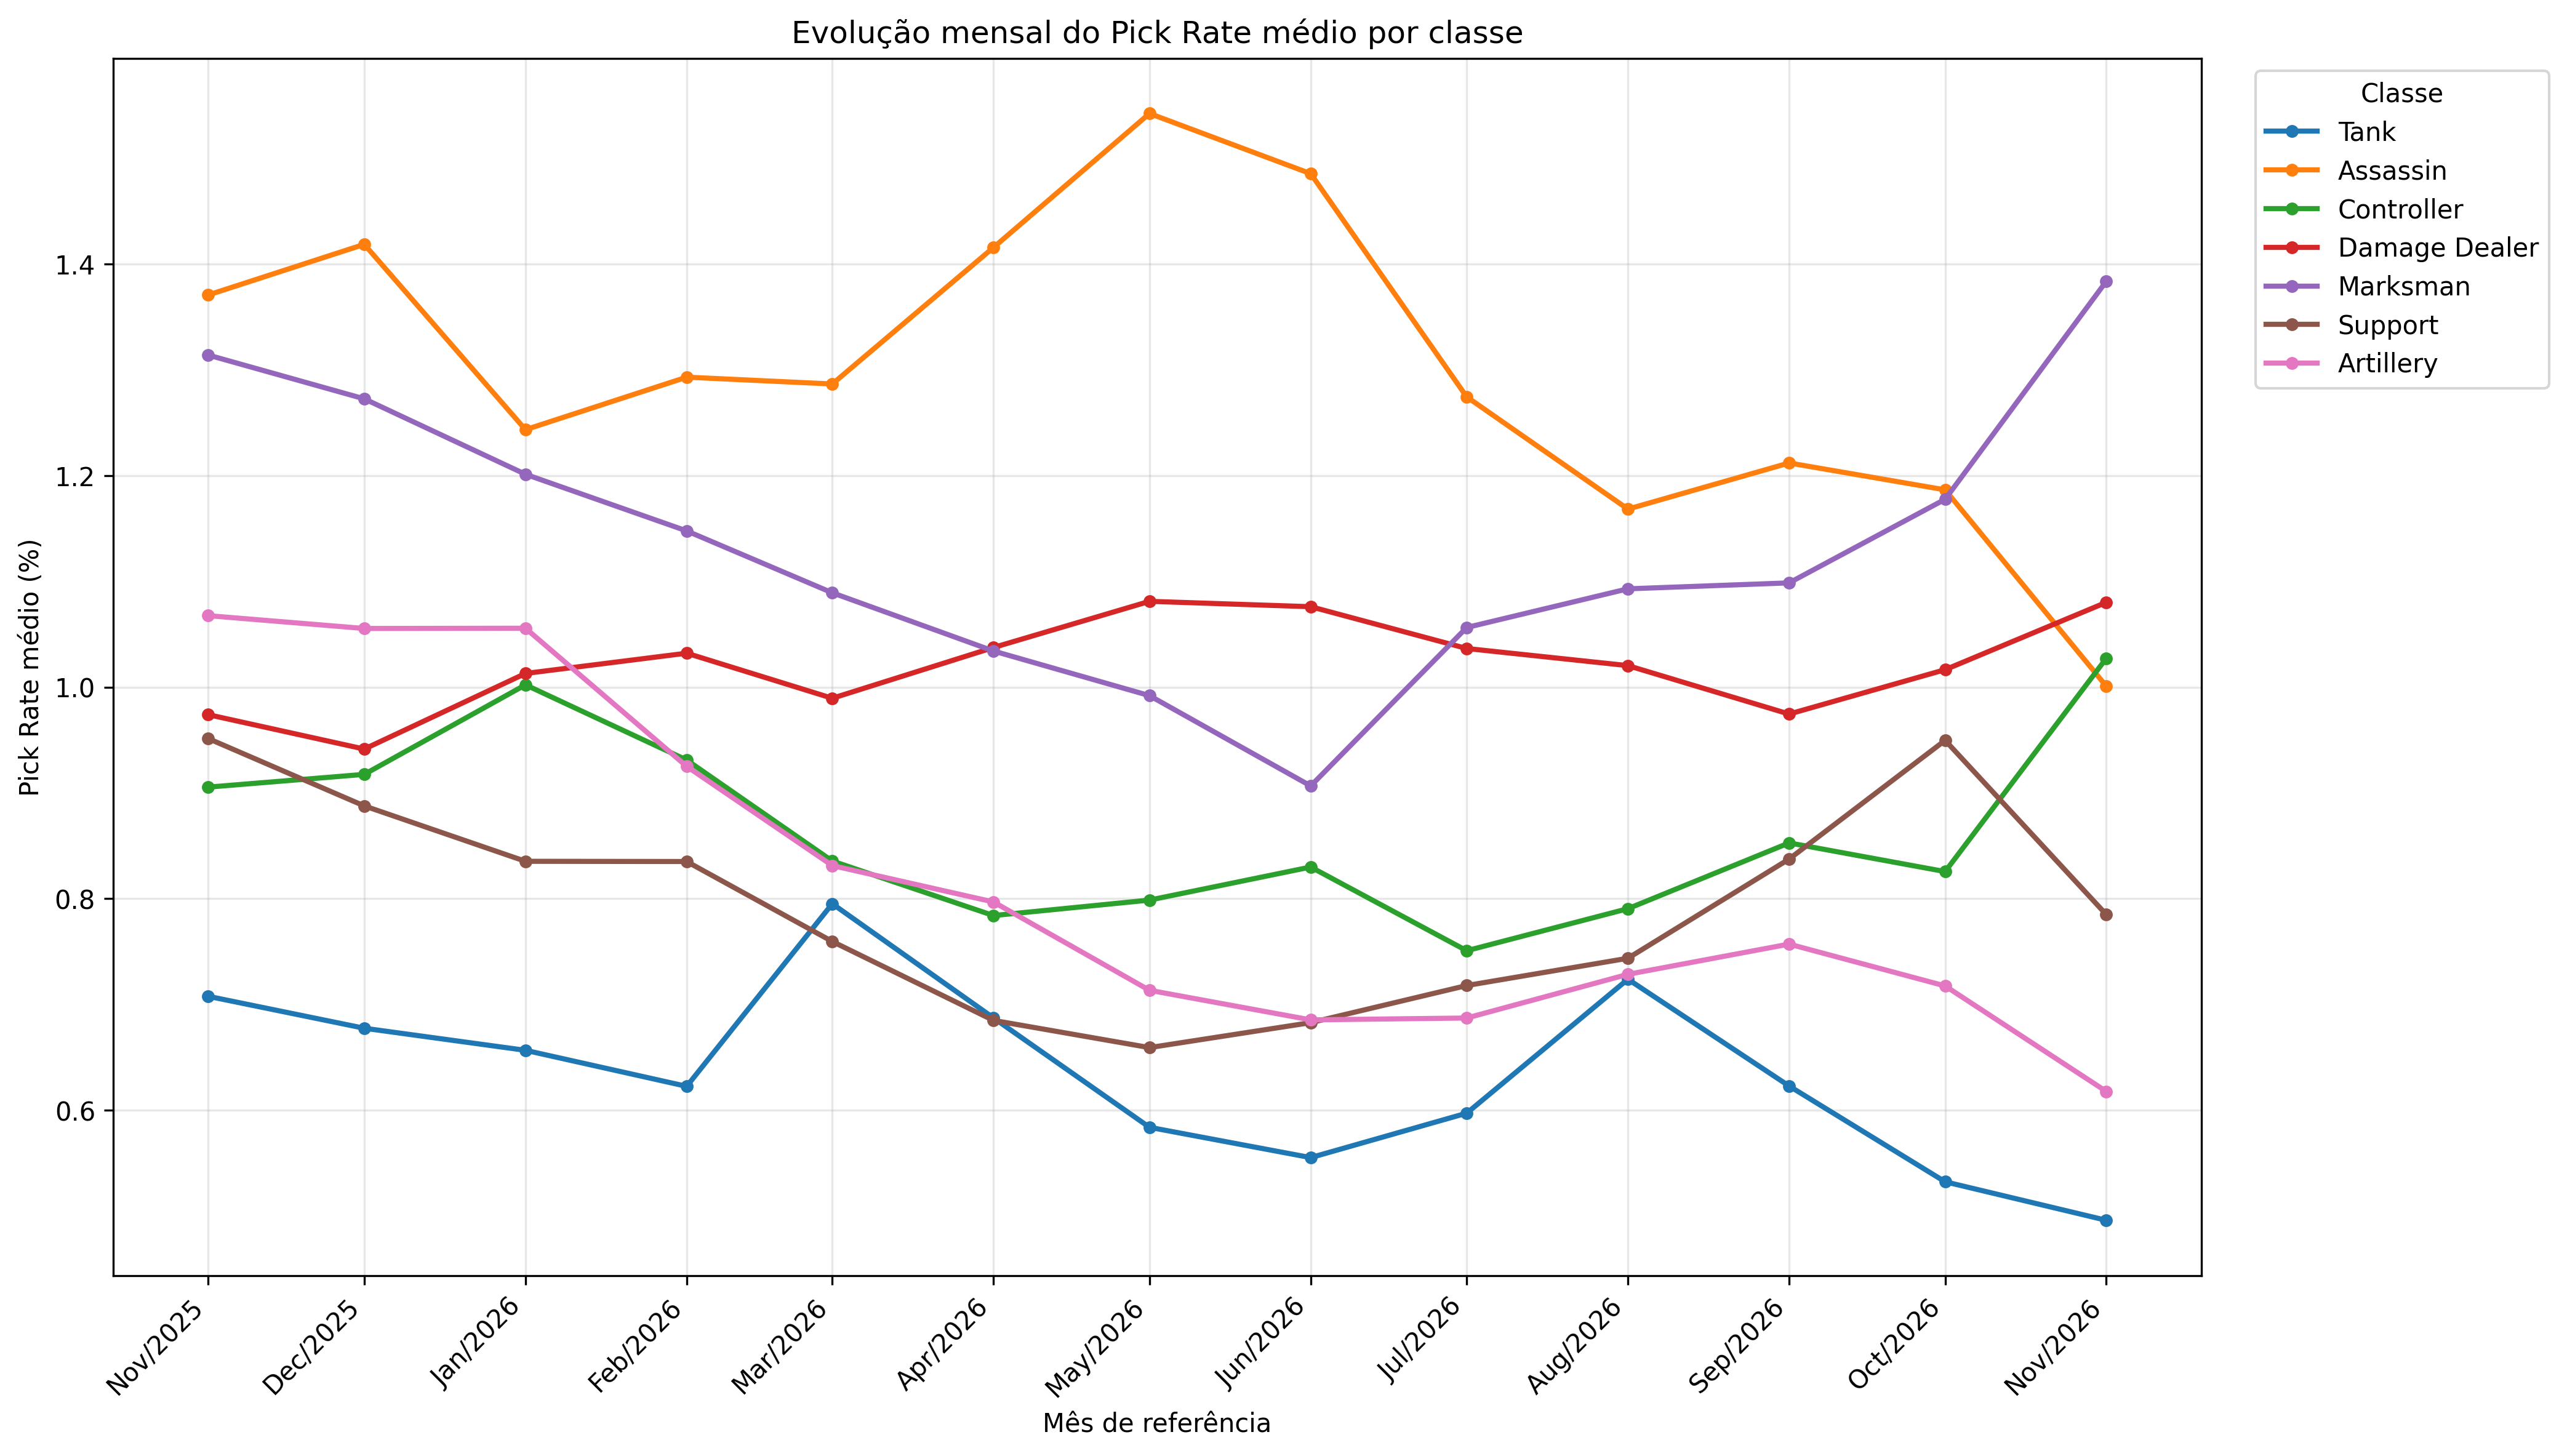 Evolução mensal do Pick Rate médio por classe
Pick Rate médio (%)
1.4
1.2
1.0
0.8
0.6
Nov/2025
Dec/2025
Jan/2026
Feb/2026
Mar/2026
Apr/2026
May/2026
Jun/2026
Jul/2026
Aug/2026
Sep/2026
Oct/2026
Nov/2026
Mês de referência
Classe
Tank
Assassin
Controller
Damage Dealer
Marksman
Support
Artillery